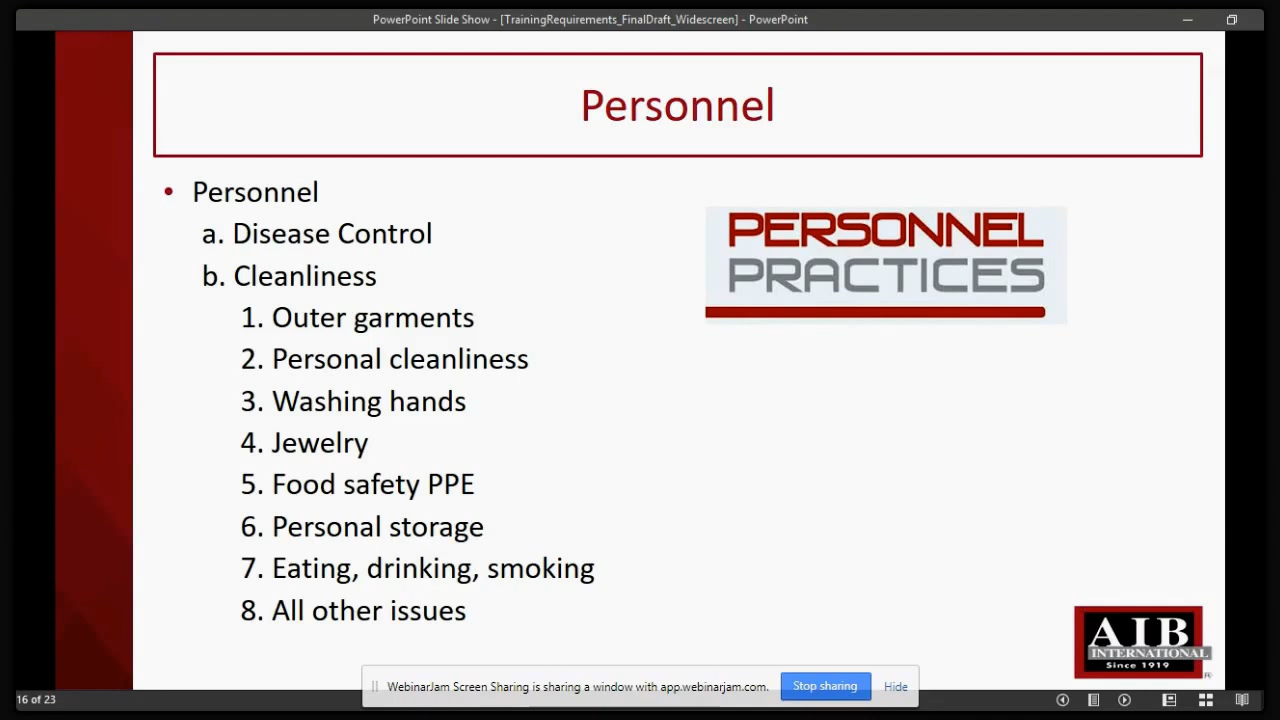 PowerPoint Slide Show - [TrainingRequirements_FinalDraft_Widescreen] - PowerPoint
Personnel
• Personnel
a. Disease Control
b. Cleanliness
1. Outer garments
2. Personal cleanliness
3. Washing hands
4. Jewelry
5. Food safety PPE
6. Personal storage
7. Eating, drinking, smoking
8. All other issues
PERSONNEL
PRACTICES
AIB
INTERNATIONAL
Since 1919
®
WebinarJam Screen Sharing is sharing a window with app.webinarjam.com.
Stop sharing
Hide
16 of 23